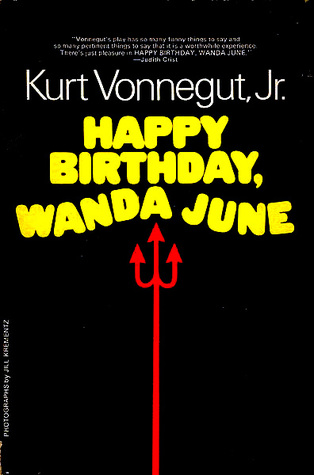 "Vonnegut's play has so many funny things to say and
so many pertinent things to say that it is a worthwhile experience.
There's just pleasure in HAPPY BIRTHDAY, WANDA JUNE."
—Judith Crist
Kurt Vonnegut, Jr.
HAPPY
BIRTHDAY,
WANDA JUNE
PHOTOGRAPHS by JILL KREMENTZ